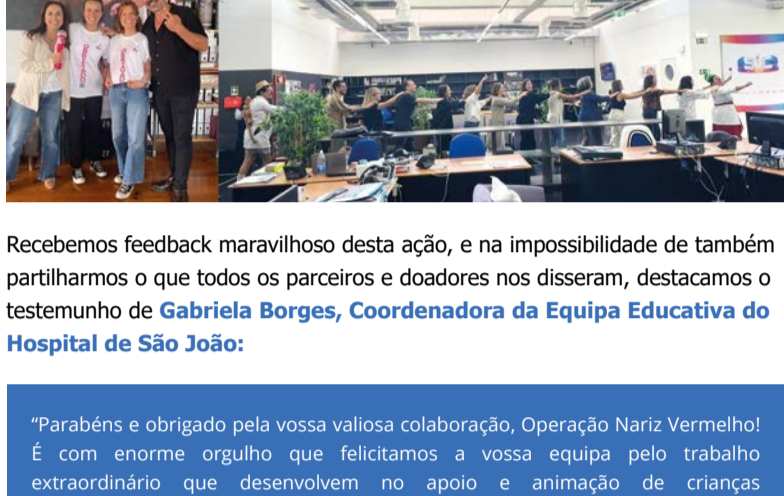 SIC
Recebemos feedback maravilhoso desta ação, e na impossibilidade de também
partilharmos o que todos os parceiros e doadores nos disseram, destacamos o
testemunho de Gabriela Borges, Coordenadora da Equipa Educativa do
Hospital de São João:
“Parabéns e obrigado pela vossa valiosa colaboração, Operação Nariz Vermelho!
É com enorme orgulho que felicitamos a vossa equipa pelo trabalho
extraordinário que desenvolvem no apoio e animação de crianças